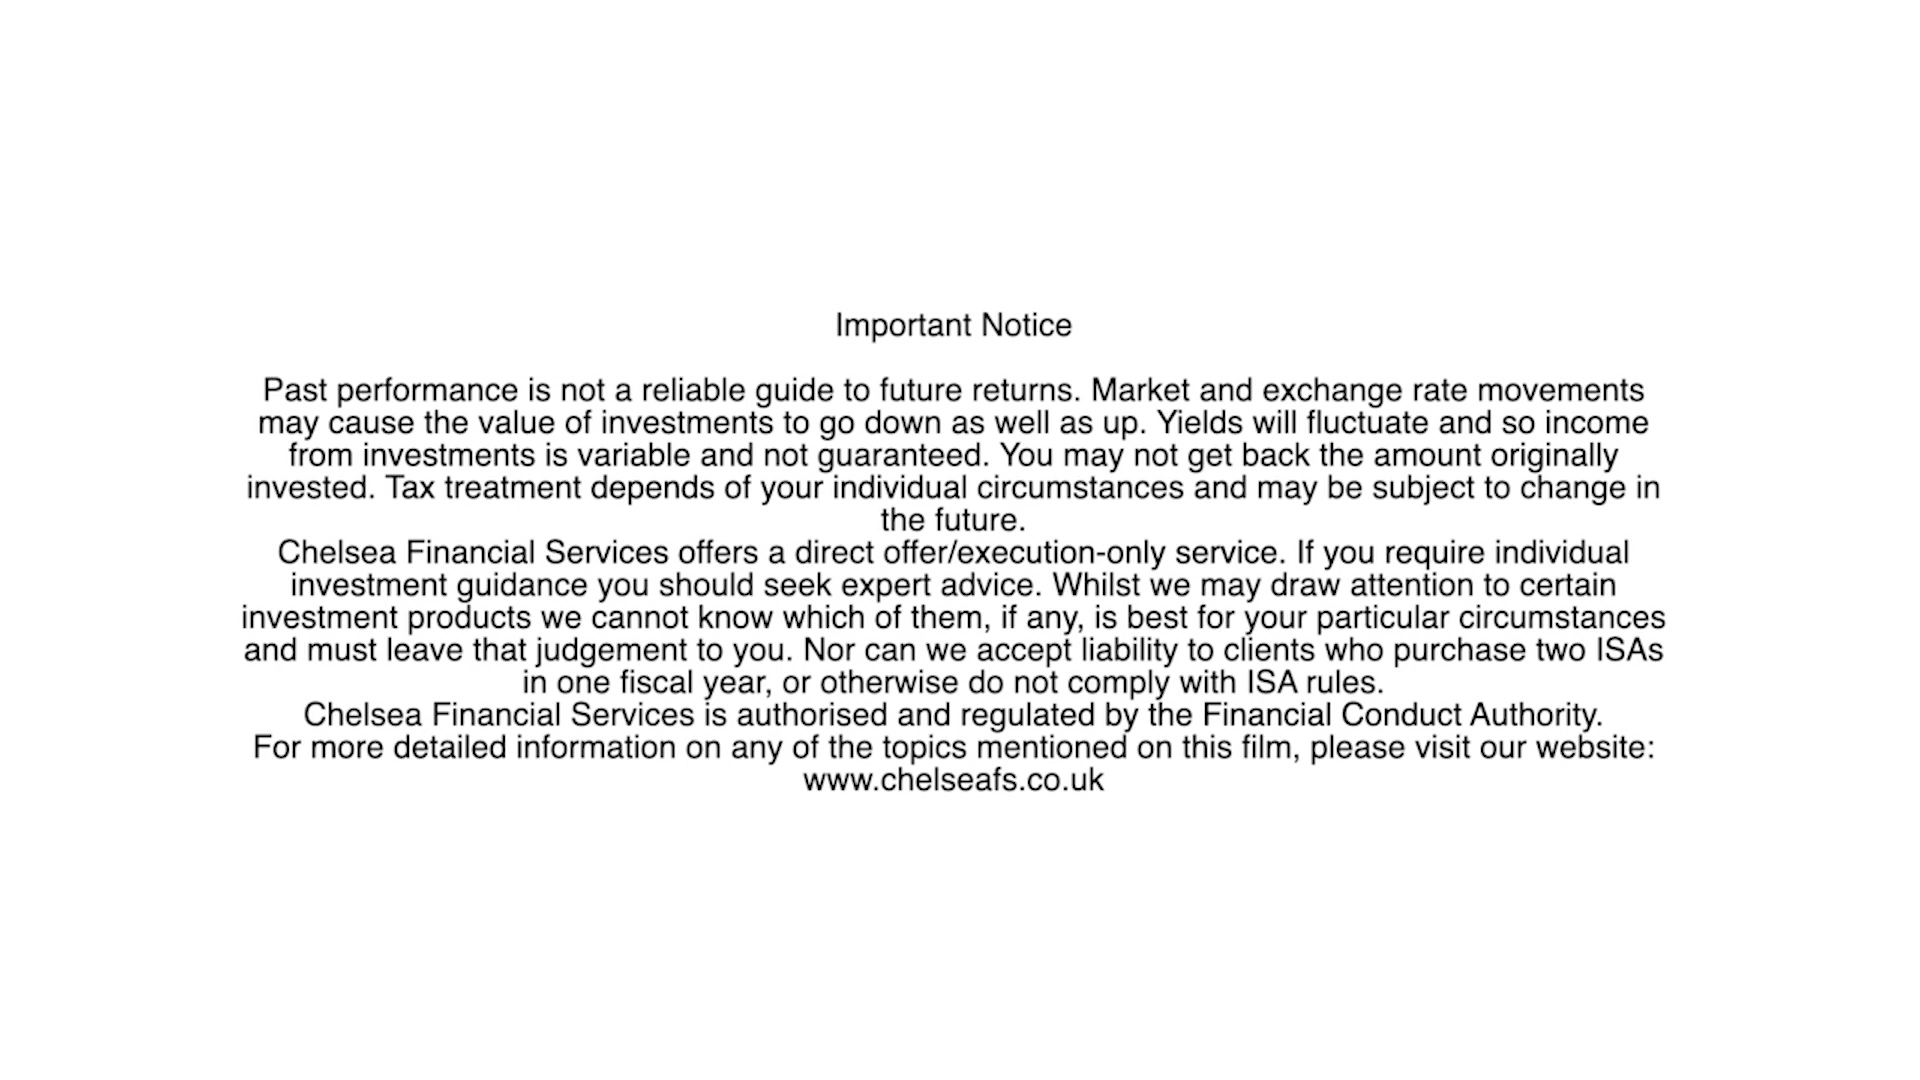 Important Notice
Past performance is not a reliable guide to future returns. Market and exchange rate movements
may cause the value of investments to go down as well as up. Yields will fluctuate and so income
from investments is variable and not guaranteed. You may not get back the amount originally
invested. Tax treatment depends of your individual circumstances and may be subject to change in
the future.
Chelsea Financial Services offers a direct offer/execution-only service. If you require individual
investment guidance you should seek expert advice. Whilst we may draw attention to certain
investment products we cannot know which of them, if any, is best for your particular circumstances
and must leave that judgement to you. Nor can we accept liability to clients who purchase two ISAs
in one fiscal year, or otherwise do not comply with ISA rules.
Chelsea Financial Services is authorised and regulated by the Financial Conduct Authority.
For more detailed information on any of the topics mentioned on this film, please visit our website:
www.chelseafs.co.uk